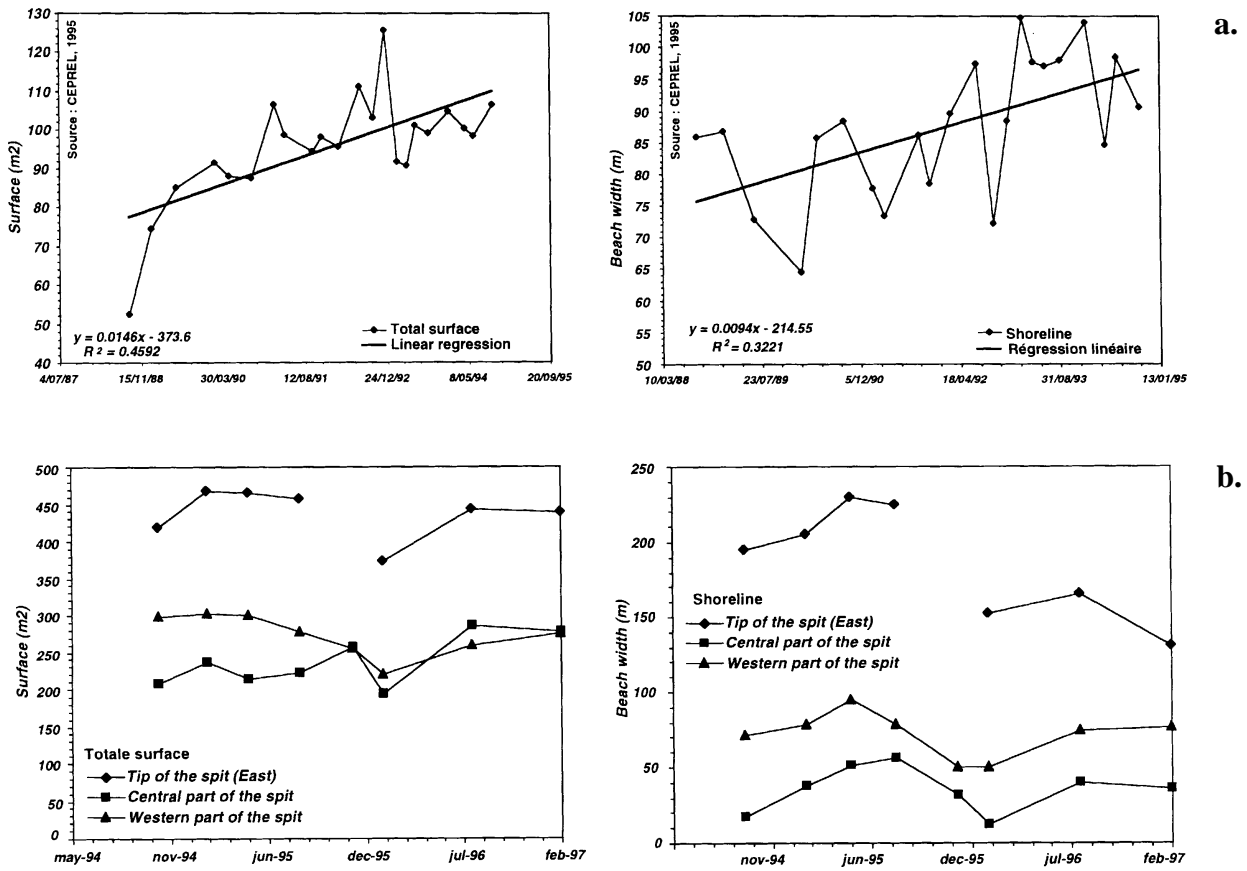 a.
130
120
110
100
90
80
70
60
50
40
Surface (m2)
Source : CEPREL, 1995
y = 0.0146x - 373.6
R 2 = 0.4592
Total surface
Linear regression
4/07/87 15/11/88 30/03/90 12/08/91 24/12/92 8/05/94 20/09/95
105
100
95
90
85
80
75
70
65
60
55
50
Beach width (m)
Source : CEPREL, 1995
y = 0.0094x - 214.55
R 2 = 0.3221
Shoreline
Régression linéaire
10/03/88 23/07/89 5/12/90 18/04/92 31/08/93 13/01/95
b.
500
450
400
350
300
250
200
150
100
50
0
Surface (m2)
Totale surface
Tip of the spit (East)
Central part of the spit
Western part of the spit
may-94 nov-94 jun-95 dec-95 jul-96 feb-97
250
200
150
100
50
0
Beach width (m)
Shoreline
Tip of the spit (East)
Central part of the spit
Western part of the spit
nov-94 jun-95 dec-95 jul-96 feb-97